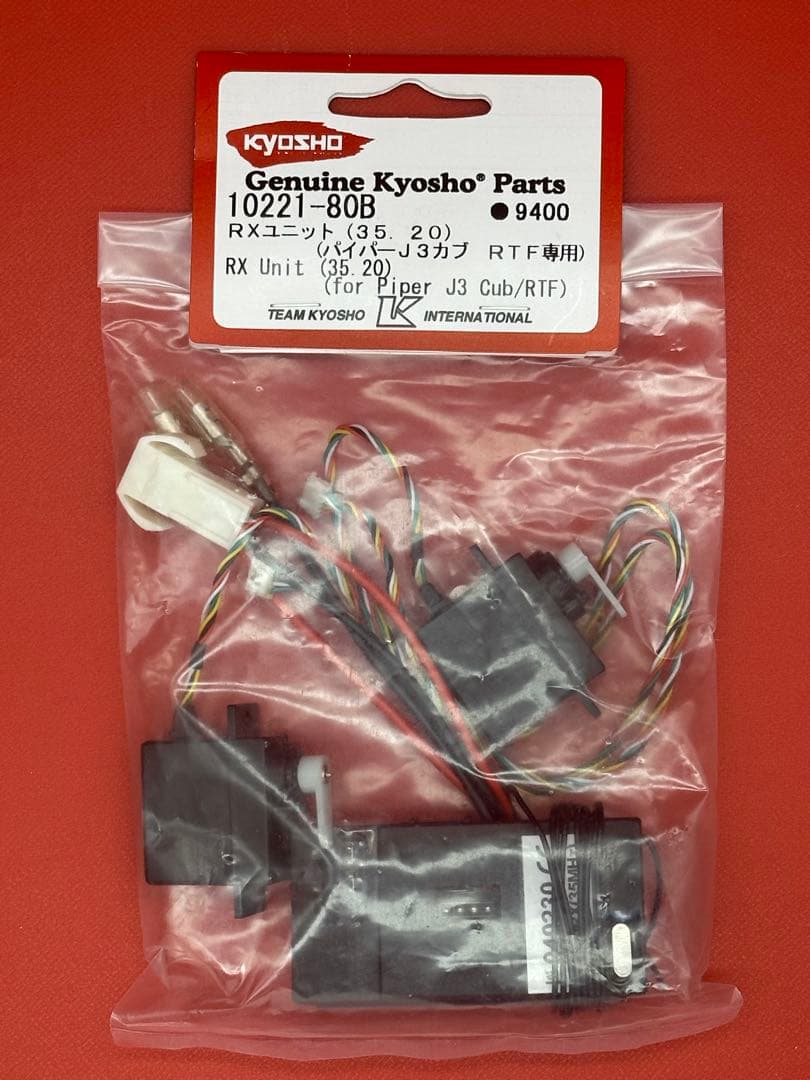 KYOSHO
Genuine Kyosho® Parts
10221-80B ●9400
RXユニット(35. 20)
(パイパーJ3カブ RTF専用)
RX Unit (35.20)
(for Piper J3 Cub/RTF)
TEAM KYOSHO K INTERNATIONAL